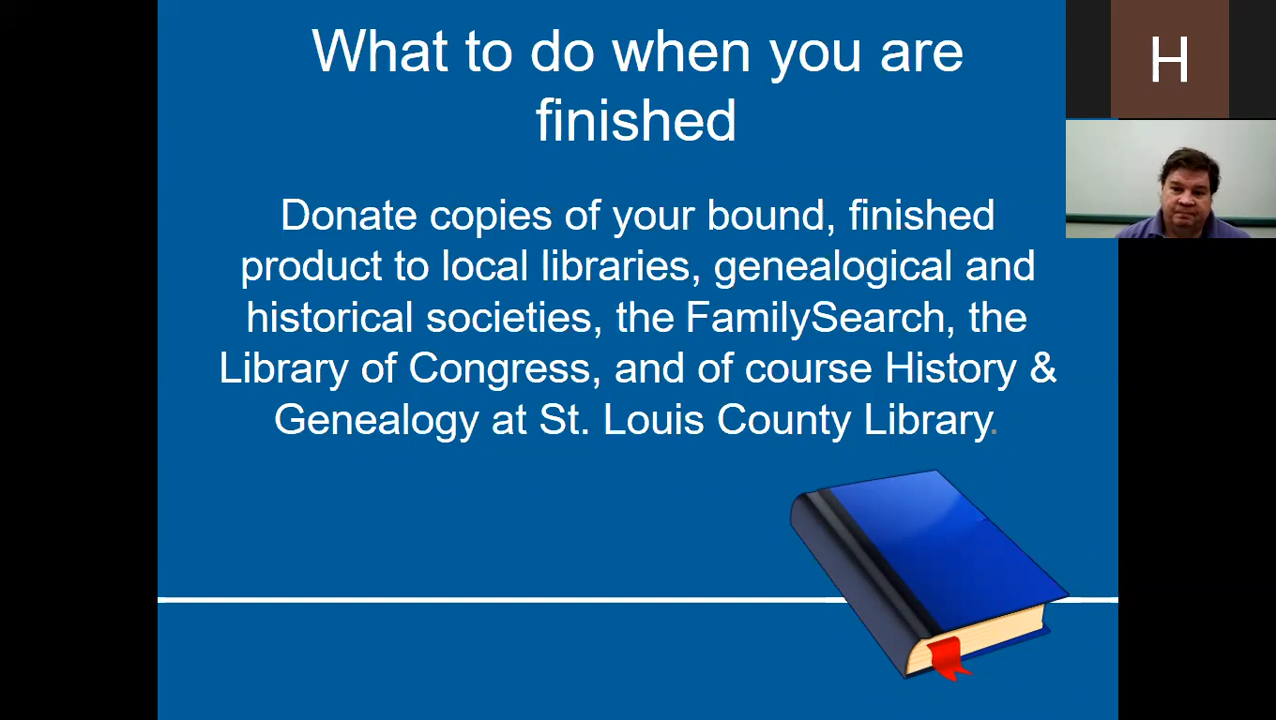 What to do when you are
finished
Donate copies of your bound, finished
product to local libraries, genealogical and
historical societies, the FamilySearch, the
Library of Congress, and of course History &
Genealogy at St. Louis County Library.
H